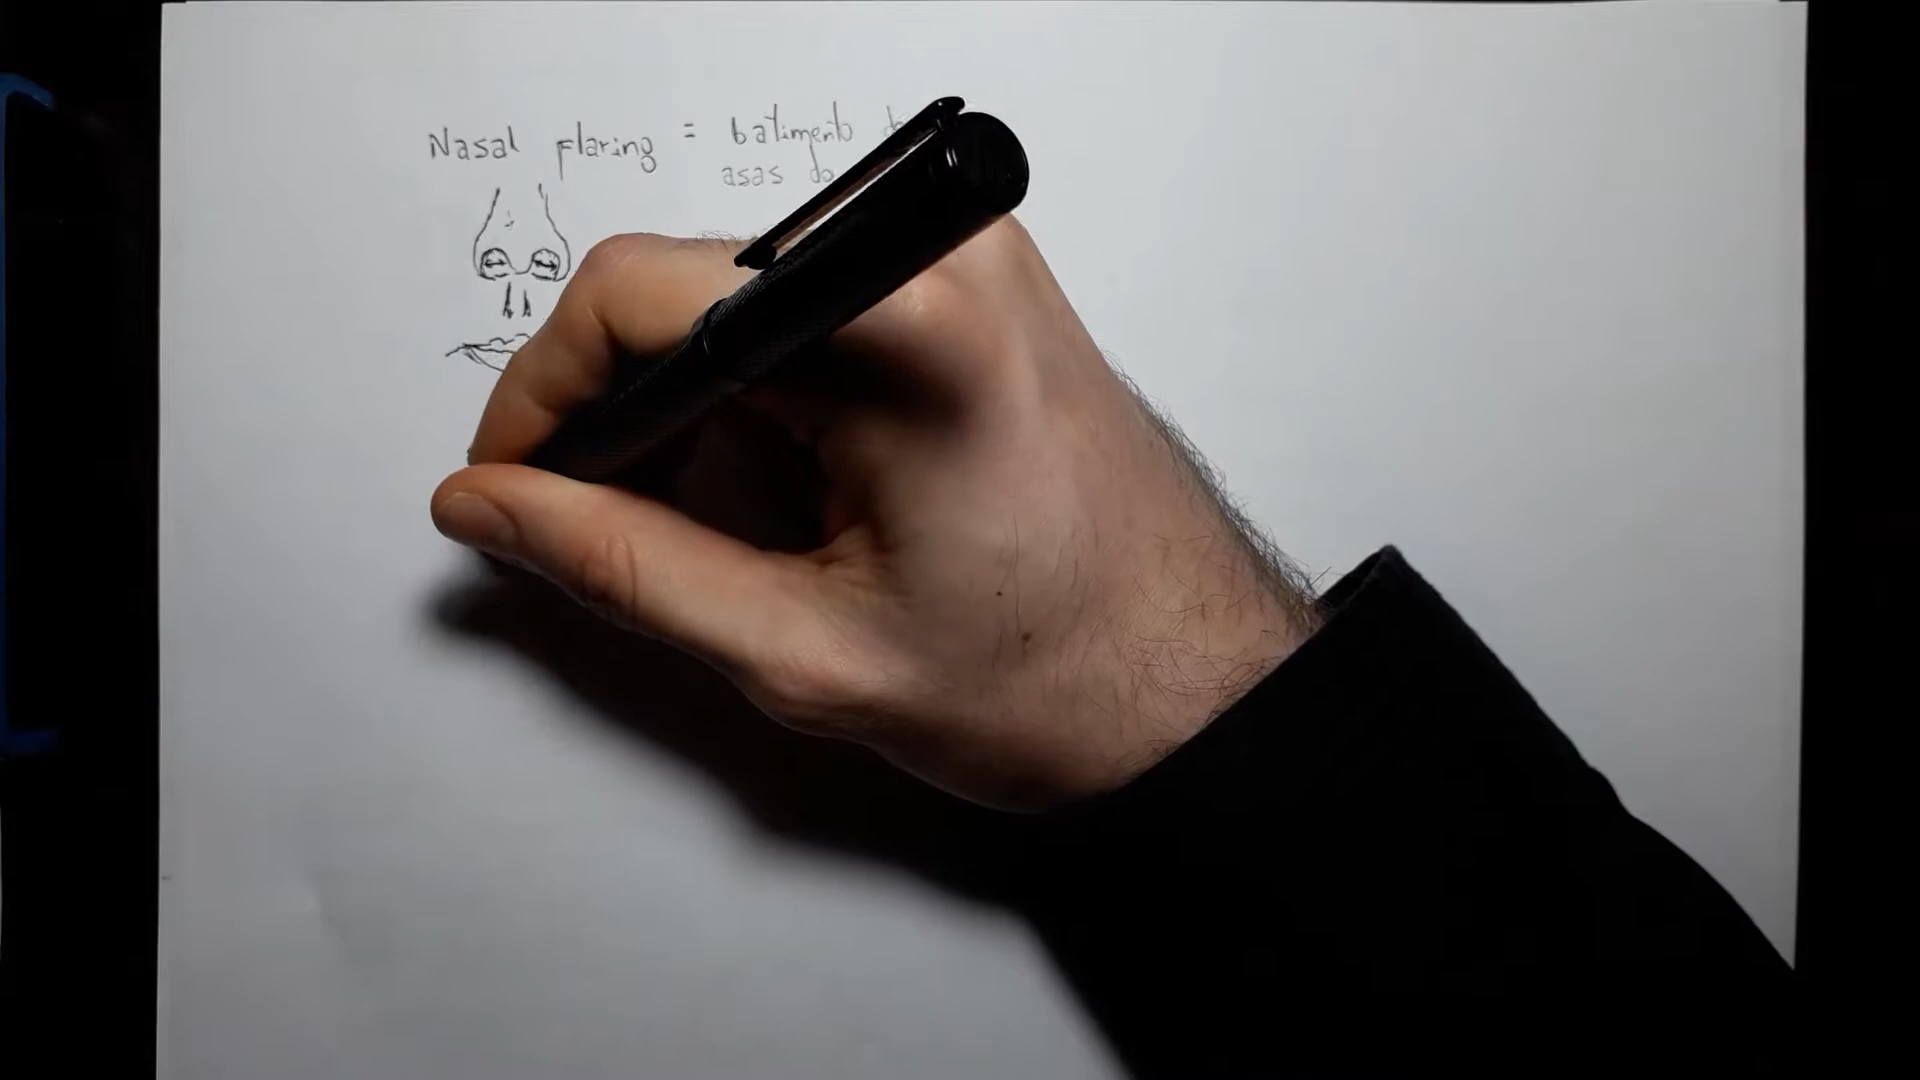 Nasal flaring = batimento
asas do